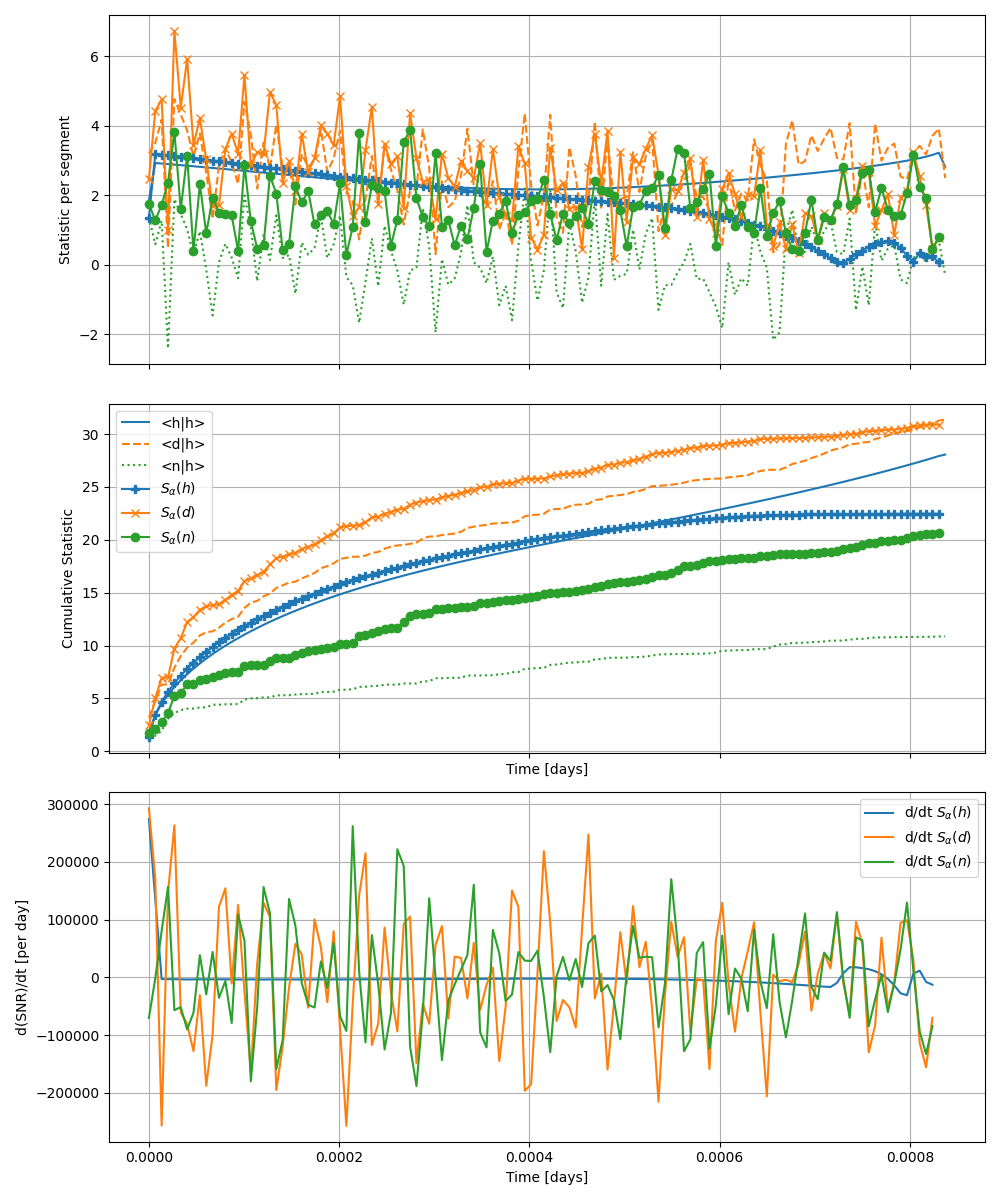 6
4
2
0
−2
Statistic per segment
<h|h>
<d|h>
<n|h>
Sα(h)
Sα(d)
Sα(n)
30
25
20
15
10
5
0
Cumulative Statistic
Time [days]
d/dt Sα(h)
d/dt Sα(d)
d/dt Sα(n)
300000
200000
100000
0
−100000
−200000
d(SNR)/dt [per day]
0.0000 0.0002 0.0004 0.0006 0.0008
Time [days]